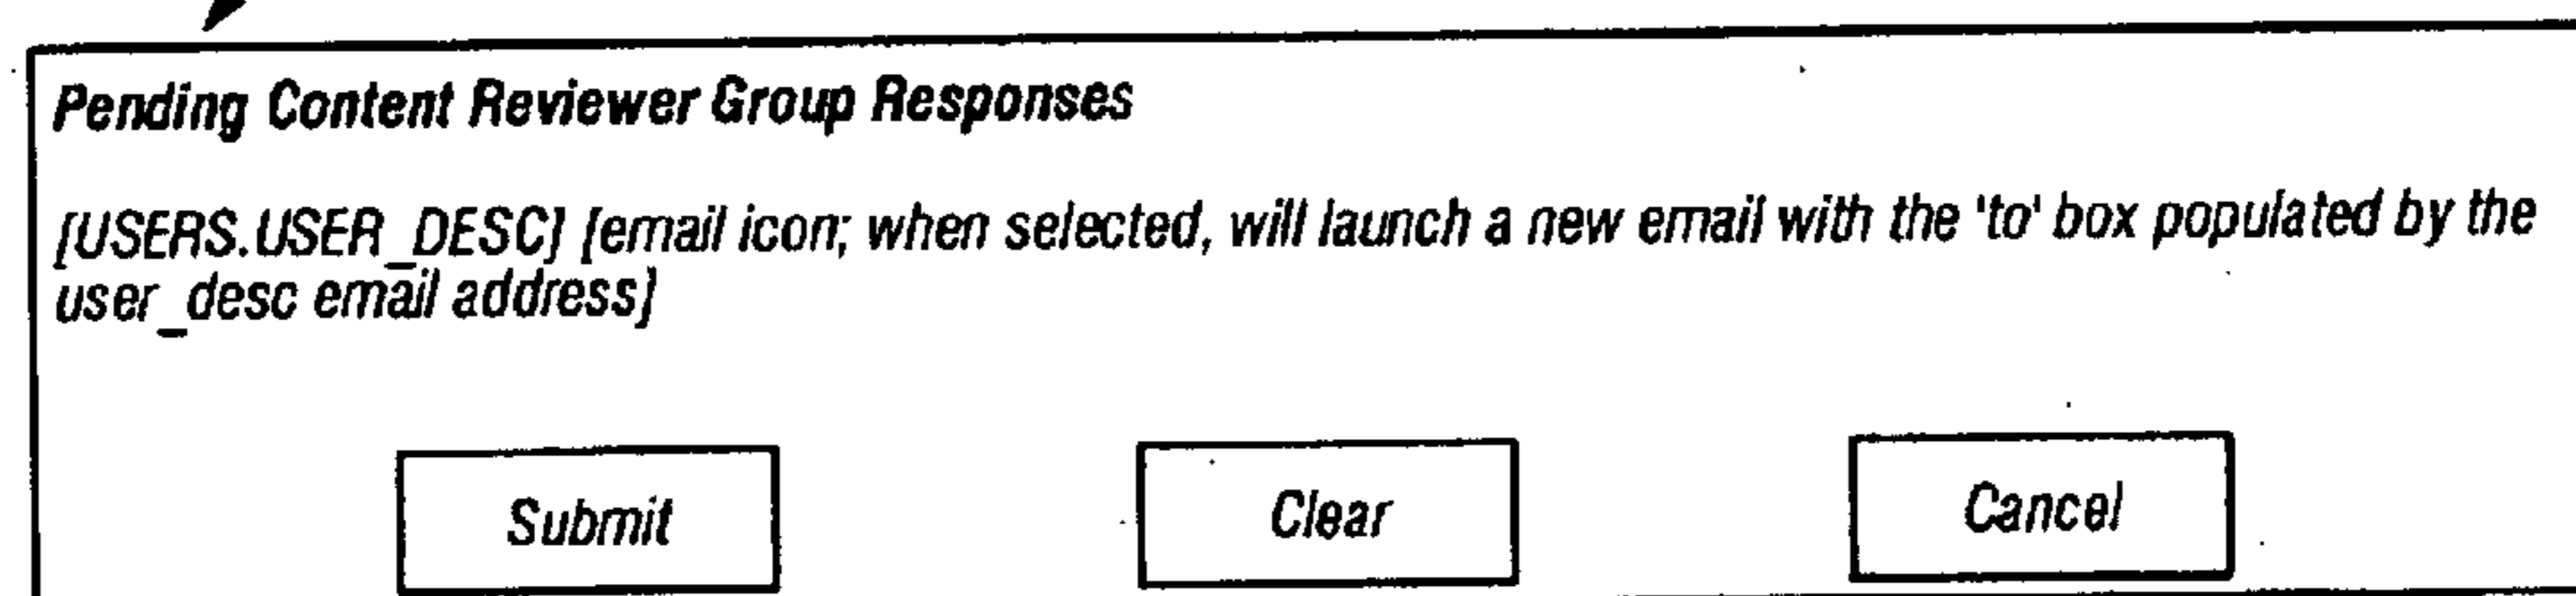 Pending Content Reviewer Group Responses
[USERS.USER_DESC] [email icon; when selected, will launch a new email with the 'to' box populated by the
user_desc email address]
Submit Clear Cancel